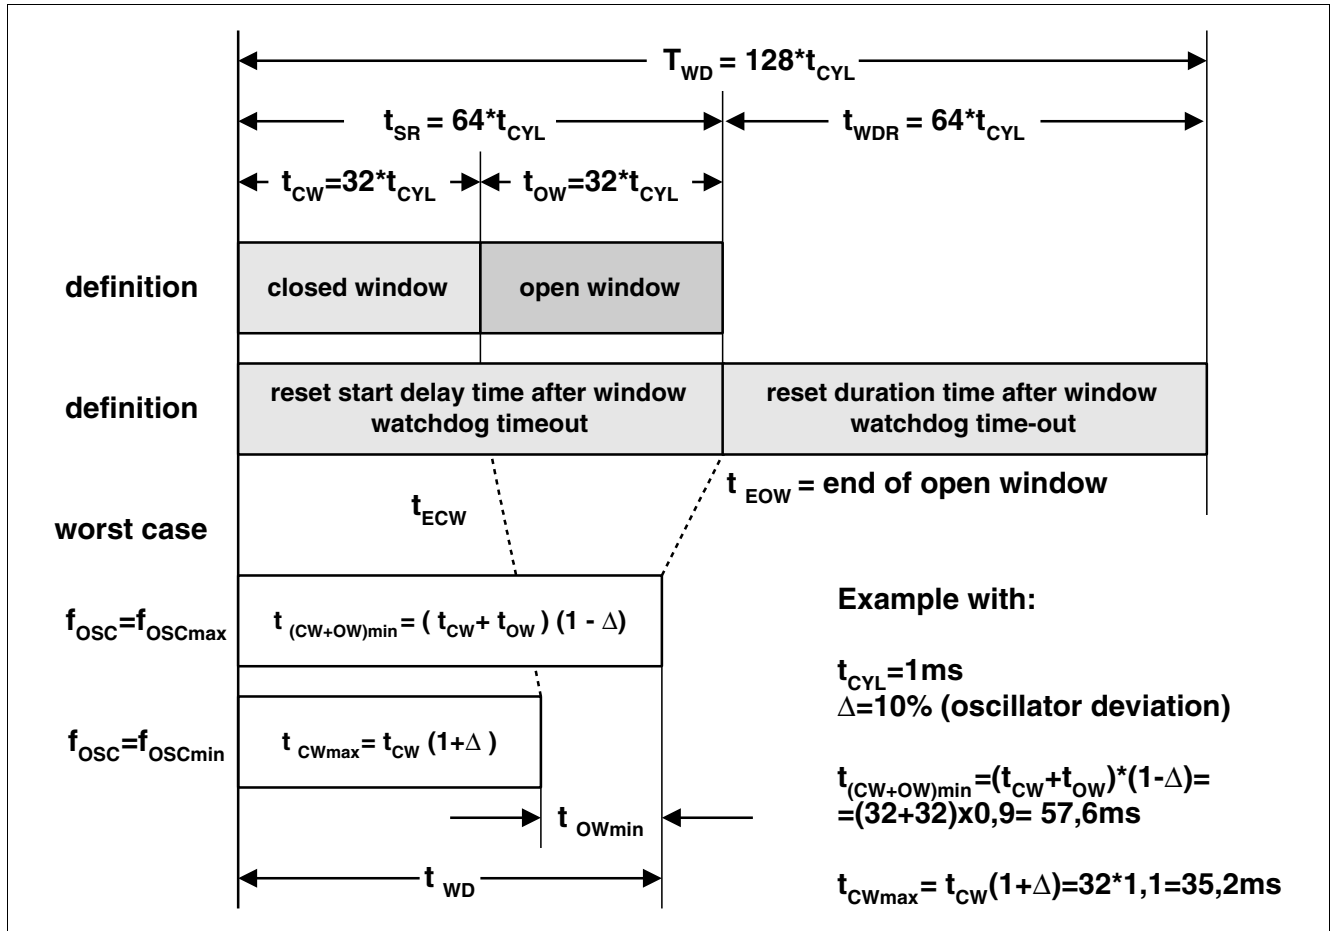 T_WD = 128*t_CYL
t_SR = 64*t_CYL
t_WDR = 64*t_CYL
t_CW=32*t_CYL
t_OW=32*t_CYL
definition
closed window
open window
definition
reset start delay time after window
watchdog timeout
reset duration time after window
watchdog time-out
t_ECW
t_EOW = end of open window
worst case
f_OSC=f_OSCmax
t_(CW+OW)min = ( t_CW + t_OW ) (1 - Δ)
f_OSC=f_OSCmin
t_CWmax = t_CW (1+Δ )
t_OWmin
t_WD
Example with:
t_CYL=1ms
Δ=10% (oscillator deviation)
t_(CW+OW)min=(t_CW+t_OW)*(1-Δ)=
=(32+32)x0,9= 57,6ms
t_CWmax= t_CW(1+Δ)=32*1,1=35,2ms